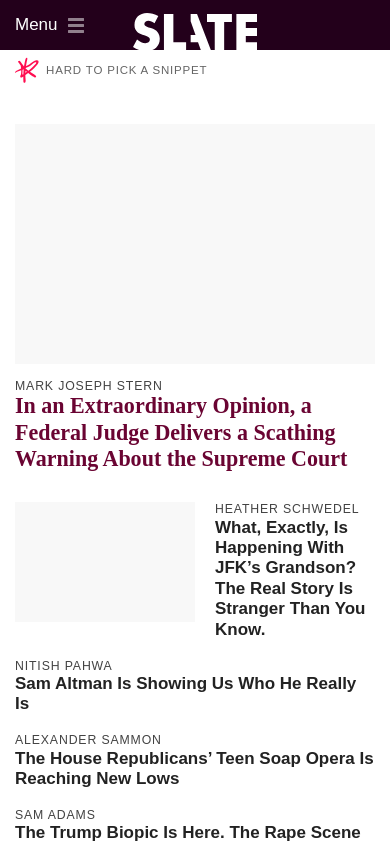 Menu
SLATE
HARD TO PICK A SNIPPET
MARK JOSEPH STERN
In an Extraordinary Opinion, a
Federal Judge Delivers a Scathing
Warning About the Supreme Court
HEATHER SCHWEDEL
What, Exactly, Is
Happening With
JFK’s Grandson?
The Real Story Is
Stranger Than You
Know.
NITISH PAHWA
Sam Altman Is Showing Us Who He Really
Is
ALEXANDER SAMMON
The House Republicans’ Teen Soap Opera Is
Reaching New Lows
SAM ADAMS
The Trump Biopic Is Here. The Rape Scene